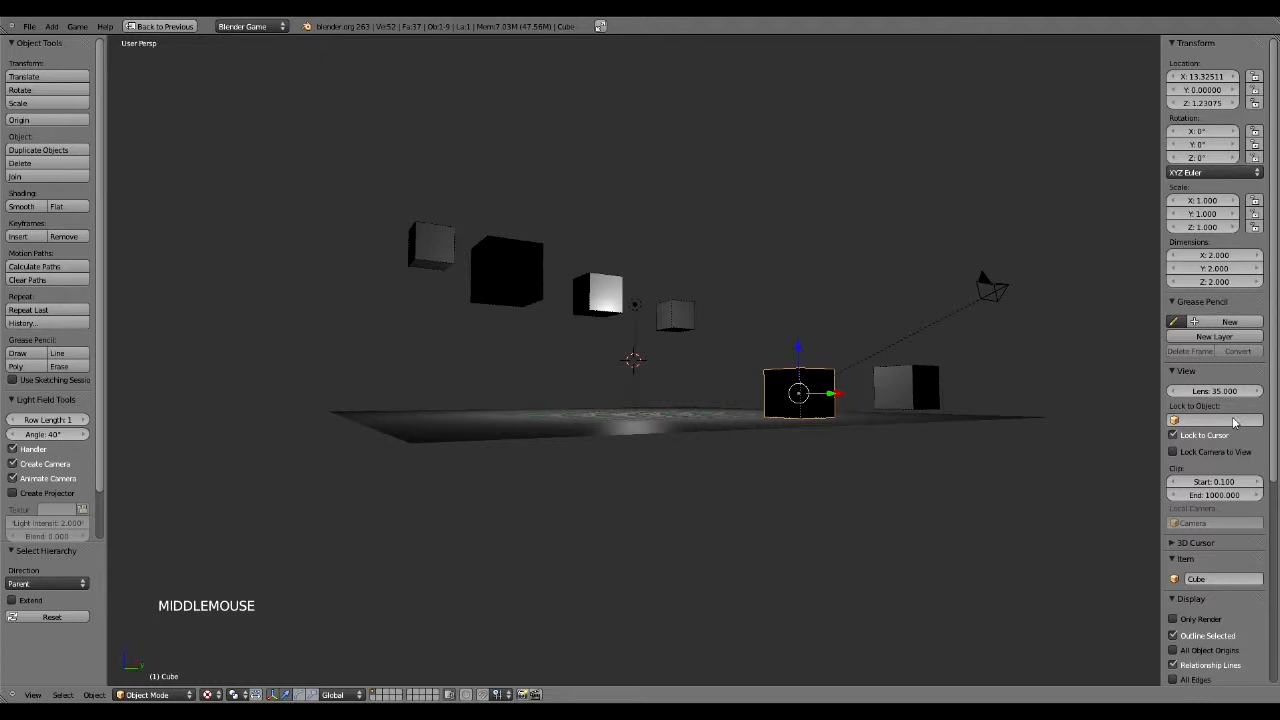 File Add Game Help Back to Previous Blender Game blender.org 263 | Ve:52 | Fa:37 | Ob:1-9 | La:1 | Mem:7.03M (47.56M) | Cube
Object Tools
Transform:
Translate
Rotate
Scale
Origin
Object:
Duplicate Objects
Delete
Join
Shading:
Smooth Flat
Keyframes:
Insert Remove
Motion Paths:
Calculate Paths
Clear Paths
Repeat:
Repeat Last
History...
Grease Pencil:
Draw Line
Poly Erase
Use Sketching Sessio
Light Field Tools
Row Length: 1
Angle: 40°
Handler
Create Camera
Animate Camera
Create Projector
Textur
Light Intensit: 2.000
Blend: 0.000
Select Hierarchy
Direction
Parent
Extend
Reset
User Persp
MIDDLEMOUSE
y
(1) Cube
View Select Object Object Mode Global
Transform
Location:
X: 13.32511
Y: 0.00000
Z: 1.23075
Rotation:
X: 0°
Y: 0°
Z: 0°
XYZ Euler
Scale:
X: 1.000
Y: 1.000
Z: 1.000
Dimensions:
X: 2.000
Y: 2.000
Z: 2.000
Grease Pencil
New
New Layer
Delete Frame Convert
View
Lens: 35.000
Lock to Object:
Lock to Cursor
Lock Camera to View
Clip:
Start: 0.100
End: 1000.000
Local Camera:
Camera
3D Cursor
Item
Cube
Display
Only Render
Outline Selected
All Object Origins
Relationship Lines
All Edges